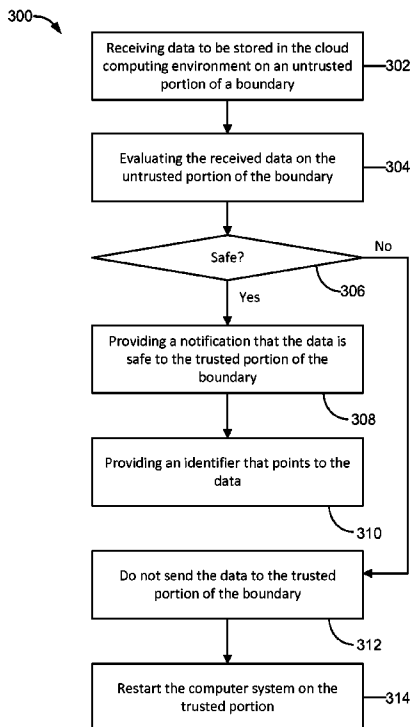 300
Receiving data to be stored in the cloud
computing environment on an untrusted
portion of a boundary
302
Evaluating the received data on the
untrusted portion of the boundary
304
Safe?
No
306
Yes
Providing a notification that the data is
safe to the trusted portion of the
boundary
308
Providing an identifier that points to the
data
310
Do not send the data to the trusted
portion of the boundary
312
Restart the computer system on the
trusted portion
314